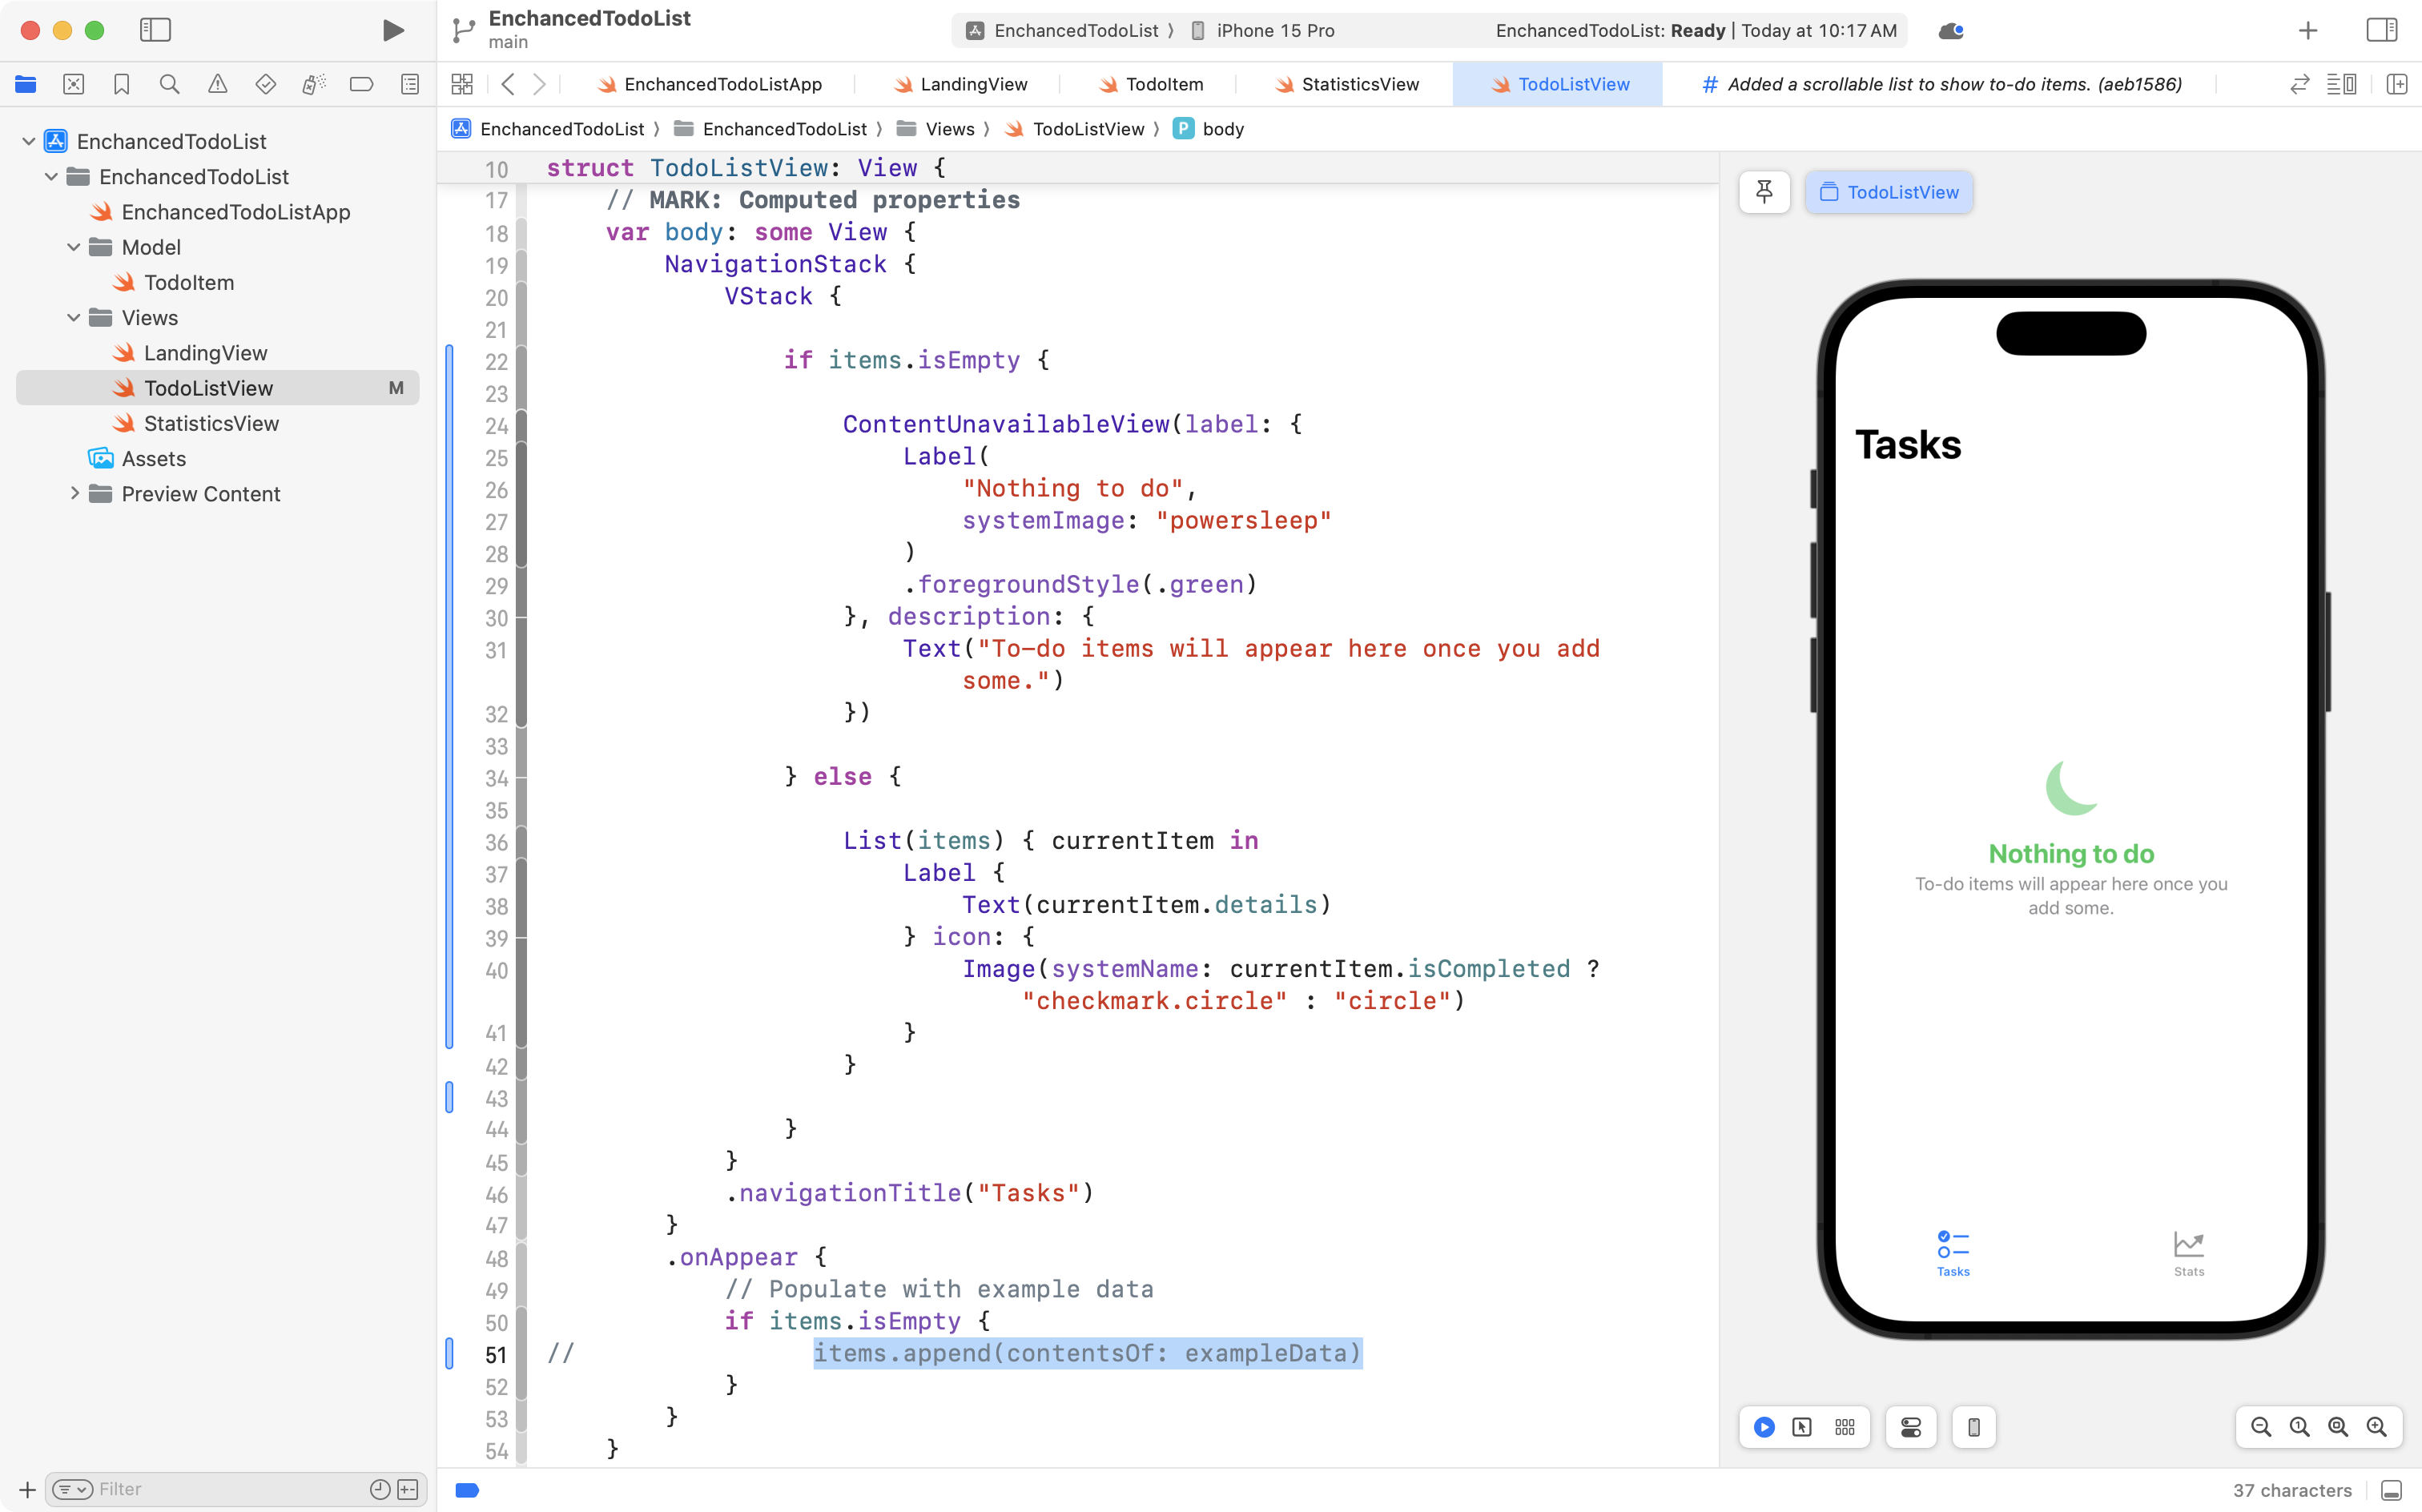 EnchancedTodoList
main
EnchancedTodoList ⟩ iPhone 15 Pro
EnchancedTodoList: Ready | Today at 10:17 AM
EnchancedTodoListApp
LandingView
TodoItem
StatisticsView
TodoListView
# Added a scrollable list to show to-do items. (aeb1586)
EnchancedTodoList ⟩ EnchancedTodoList ⟩ Views ⟩ TodoListView ⟩ P body
EnchancedTodoList
EnchancedTodoList
EnchancedTodoListApp
Model
TodoItem
Views
LandingView
TodoListView M
StatisticsView
Assets
Preview Content
Filter
10 struct TodoListView: View {
17 // MARK: Computed properties
18 var body: some View {
19 NavigationStack {
20 VStack {
21
22 if items.isEmpty {
23
24 ContentUnavailableView(label: {
25 Label(
26 "Nothing to do",
27 systemImage: "powersleep"
28 )
29 .foregroundStyle(.green)
30 }, description: {
31 Text("To-do items will appear here once you add
some.")
32 })
33
34 } else {
35
36 List(items) { currentItem in
37 Label {
38 Text(currentItem.details)
39 } icon: {
40 Image(systemName: currentItem.isCompleted ?
"checkmark.circle" : "circle")
41 }
42 }
43
44 }
45 }
46 .navigationTitle("Tasks")
47 }
48 .onAppear {
49 // Populate with example data
50 if items.isEmpty {
51 // items.append(contentsOf: exampleData)
52 }
53 }
54 }
TodoListView
Tasks
Nothing to do
To-do items will appear here once you
add some.
Tasks
Stats
37 characters